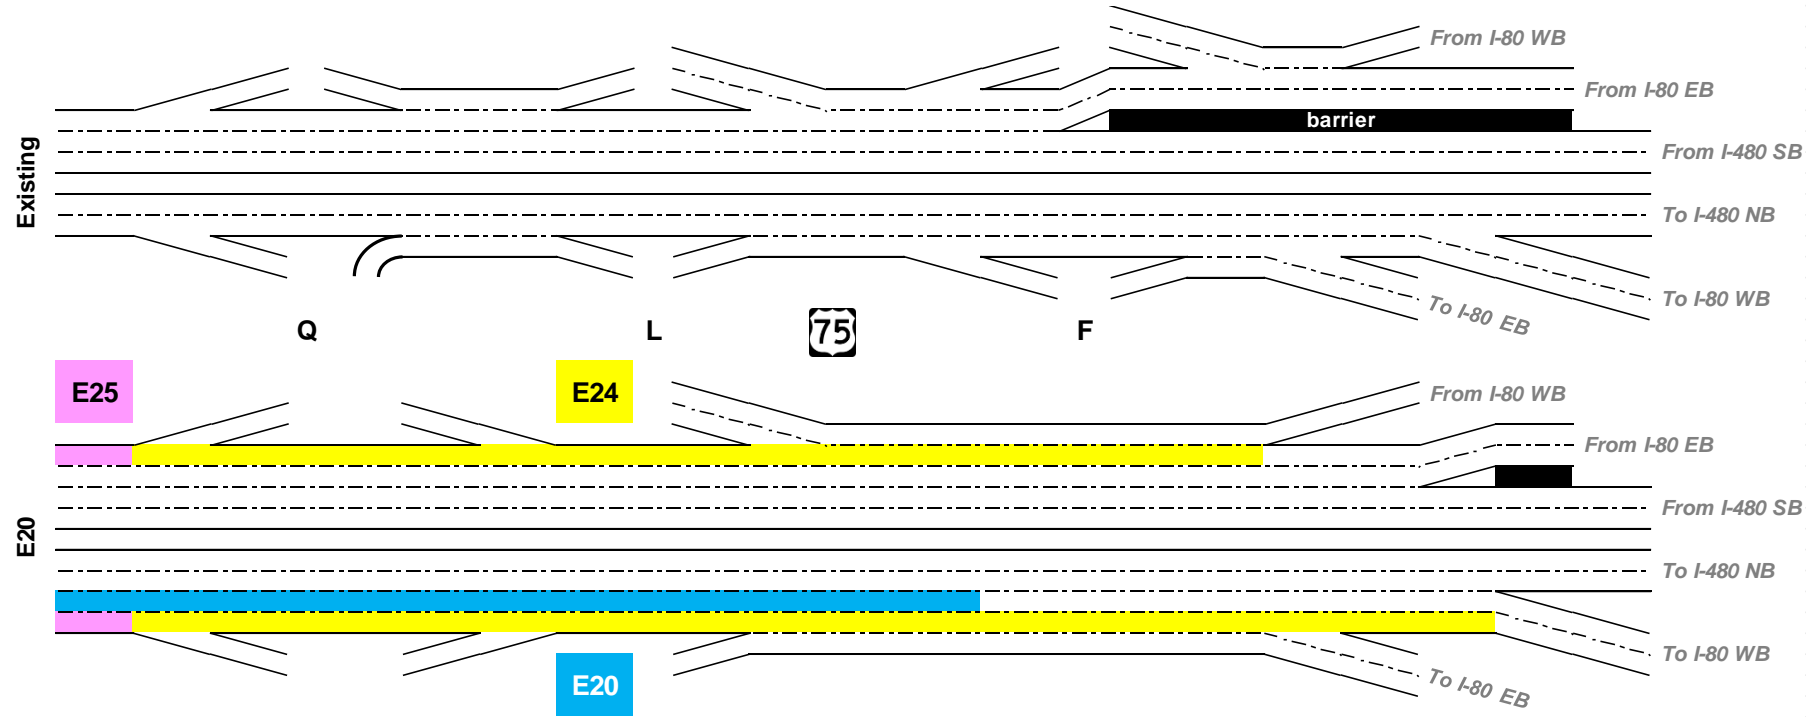 Existing
From I-80 WB
From I-80 EB
barrier
From I-480 SB
To I-480 NB
To I-80 WB
To I-80 EB
Q
L
75
F
E20
E25
E24
From I-80 WB
From I-80 EB
From I-480 SB
To I-480 NB
To I-80 WB
To I-80 EB
E20